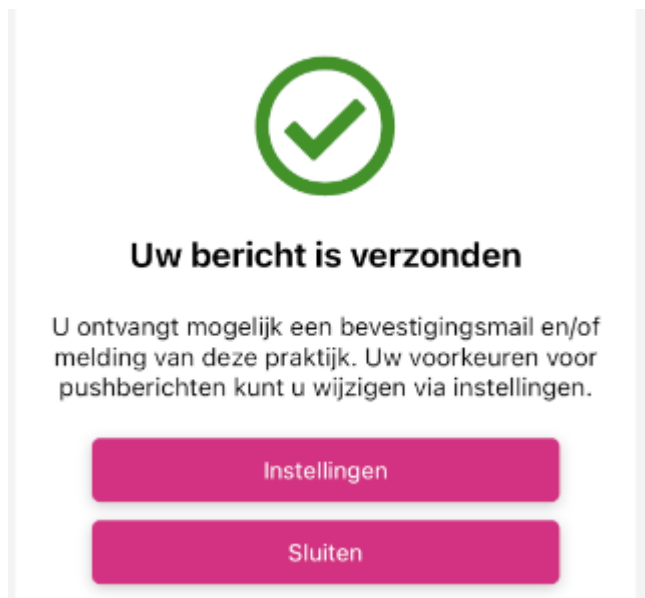 Uw bericht is verzonden
U ontvangt mogelijk een bevestigingsmail en/of
melding van deze praktijk. Uw voorkeuren voor
pushberichten kunt u wijzigen via instellingen.
Instellingen
Sluiten